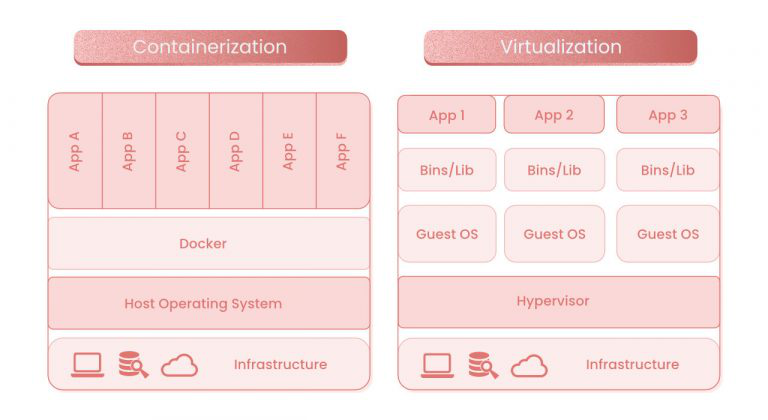 Containerization
App A
App B
App C
App D
App E
App F
Docker
Host Operating System
Infrastructure
Virtualization
App 1
App 2
App 3
Bins/Lib
Bins/Lib
Bins/Lib
Guest OS
Guest OS
Guest OS
Hypervisor
Infrastructure